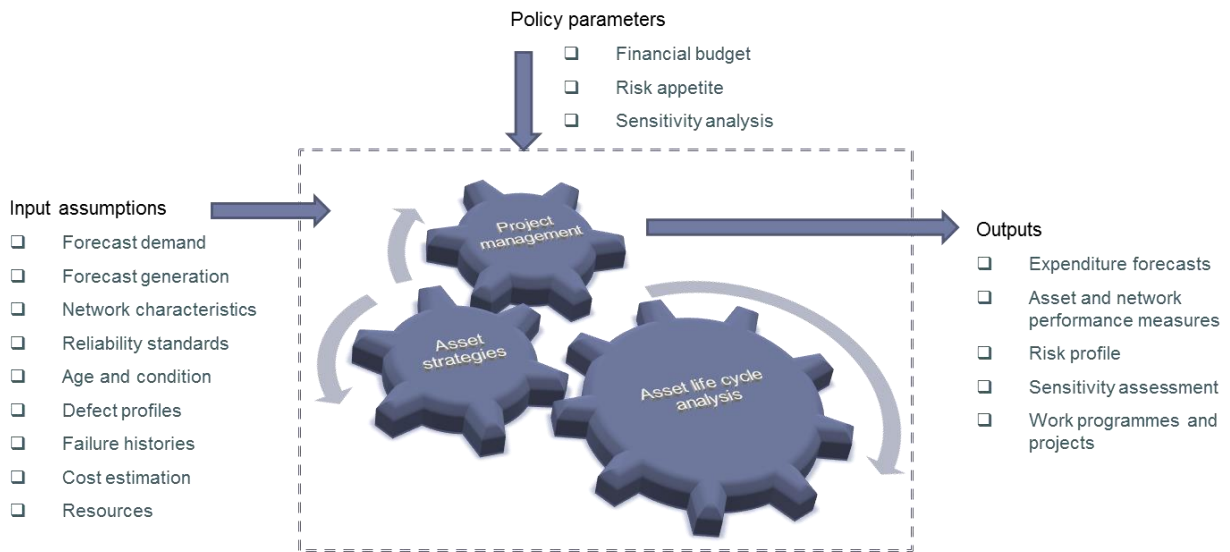 Policy parameters
❑ Financial budget
❑ Risk appetite
❑ Sensitivity analysis
Input assumptions
❑ Forecast demand
❑ Forecast generation
❑ Network characteristics
❑ Reliability standards
❑ Age and condition
❑ Defect profiles
❑ Failure histories
❑ Cost estimation
❑ Resources
Project
management
Asset
strategies
Asset life cycle
analysis
Outputs
❑ Expenditure forecasts
❑ Asset and network
performance measures
❑ Risk profile
❑ Sensitivity assessment
❑ Work programmes and
projects